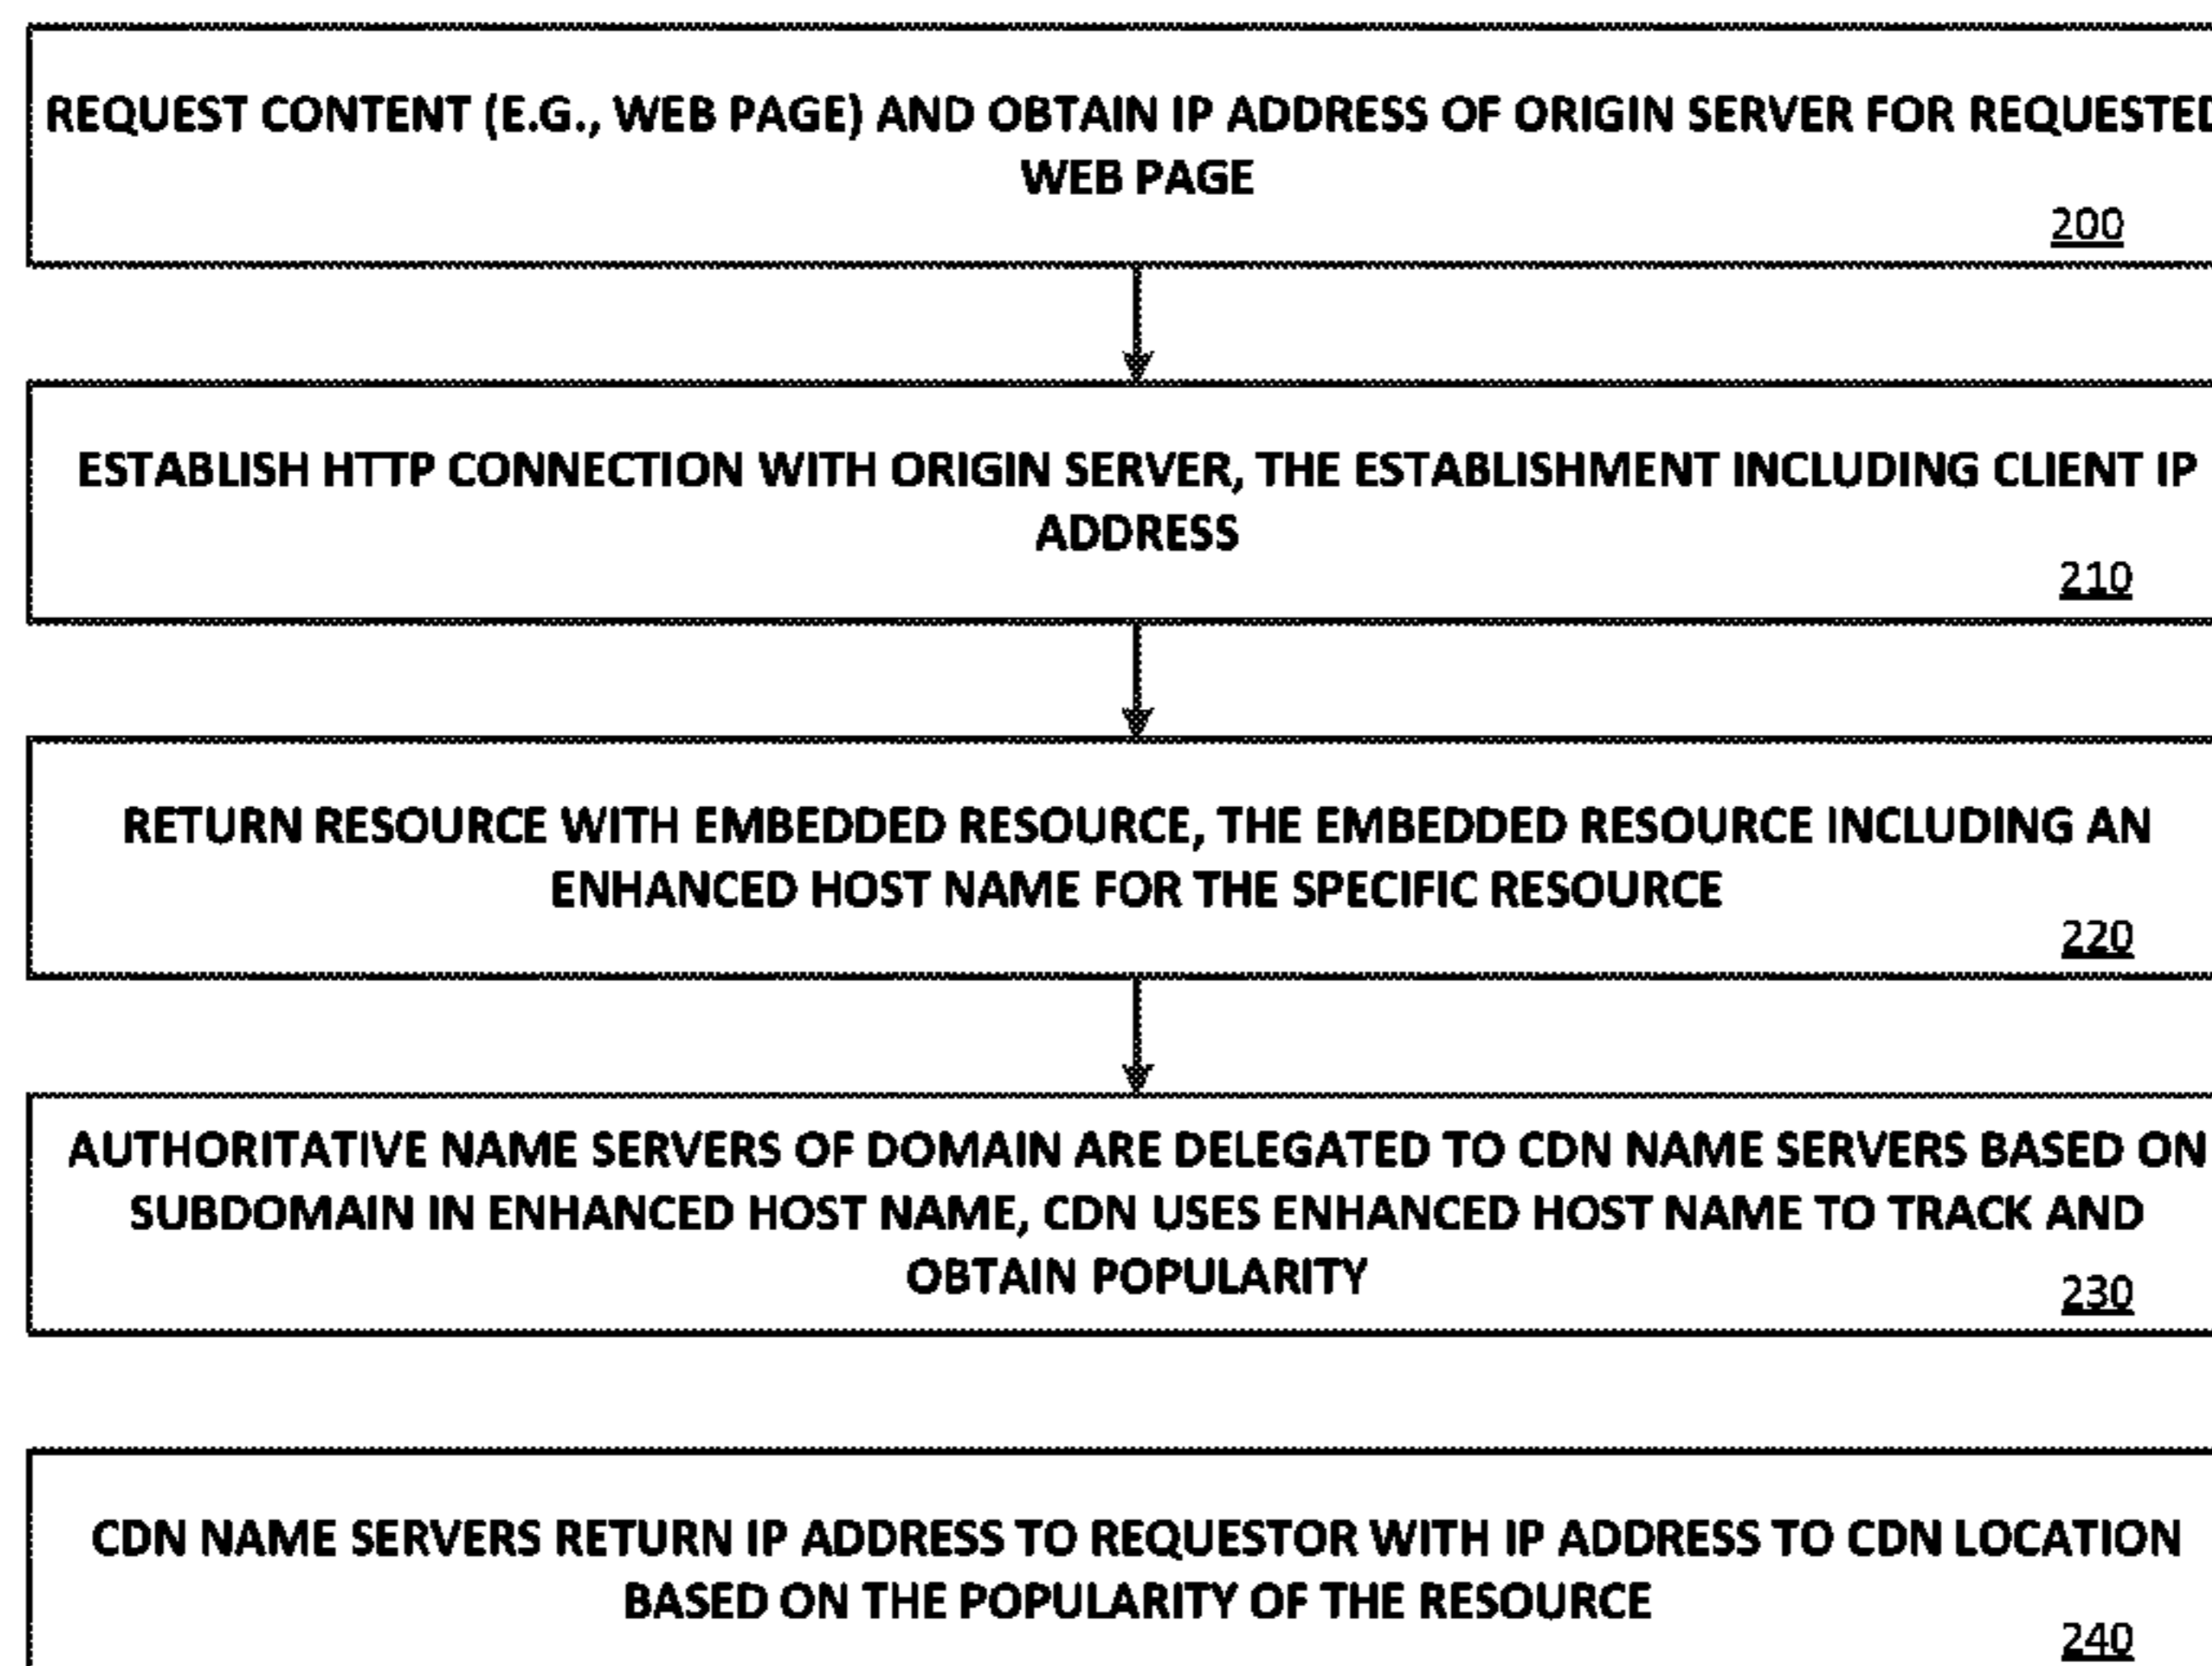 REQUEST CONTENT (E.G., WEB PAGE) AND OBTAIN IP ADDRESS OF ORIGIN SERVER FOR REQUESTED
WEB PAGE
200
ESTABLISH HTTP CONNECTION WITH ORIGIN SERVER, THE ESTABLISHMENT INCLUDING CLIENT IP
ADDRESS
210
RETURN RESOURCE WITH EMBEDDED RESOURCE, THE EMBEDDED RESOURCE INCLUDING AN
ENHANCED HOST NAME FOR THE SPECIFIC RESOURCE
220
AUTHORITATIVE NAME SERVERS OF DOMAIN ARE DELEGATED TO CDN NAME SERVERS BASED ON
SUBDOMAIN IN ENHANCED HOST NAME, CDN USES ENHANCED HOST NAME TO TRACK AND
OBTAIN POPULARITY
230
CDN NAME SERVERS RETURN IP ADDRESS TO REQUESTOR WITH IP ADDRESS TO CDN LOCATION
BASED ON THE POPULARITY OF THE RESOURCE
240